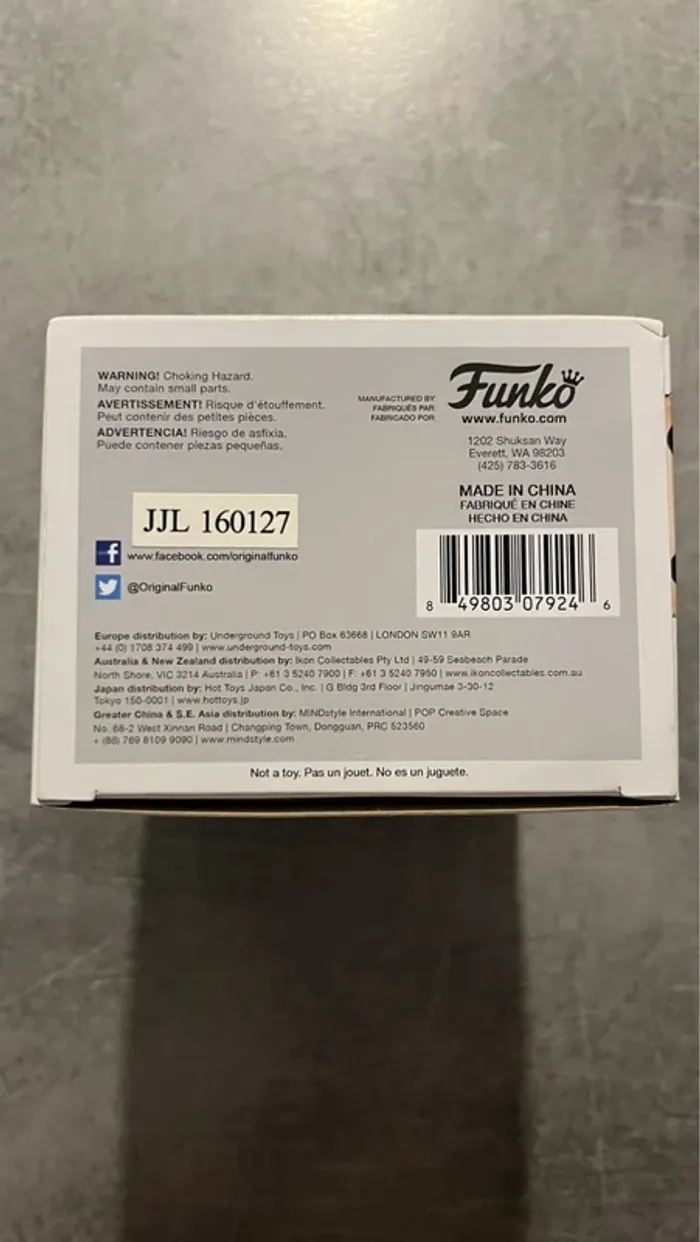 WARNING! Choking Hazard.
May contain small parts.
AVERTISSEMENT! Risque d'étouffement.
Peut contenir des petites pièces.
ADVERTENCIA! Riesgo de asfixia.
Puede contener piezas pequeñas.
MANUFACTURED BY
FABRIQUÉS PAR
FABRICADO POR
Funko
www.funko.com
1202 Shuksan Way
Everett, WA 98203
(425) 783-3616
MADE IN CHINA
FABRIQUÉ EN CHINE
HECHO EN CHINA
JJL 160127
f www.facebook.com/originalfunko
@OriginalFunko
8 49803 07924 6
Europe distribution by: Underground Toys | PO Box 63668 | LONDON SW11 9AR
+44 (0) 1708 374 499 | www.underground-toys.com
Australia & New Zealand distribution by: Ikon Collectables Pty Ltd | 49-59 Seabeach Parade
North Shore, VIC 3214 Australia | P: +61 3 5240 7900 | F: +61 3 5240 7950 | www.ikoncollectables.com.au
Japan distribution by: Hot Toys Japan Co., Inc. | G Bldg 3rd Floor | Jingumae 3-30-12
Tokyo 150-0001 | www.hottoys.jp
Greater China & S.E. Asia distribution by: MINDstyle International | POP Creative Space
No. 68-2 West Xinnan Road | Changping Town, Dongguan, PRC 523560
+ (86) 769 8109 9090 | www.mindstyle.com
Not a toy. Pas un jouet. No es un juguete.